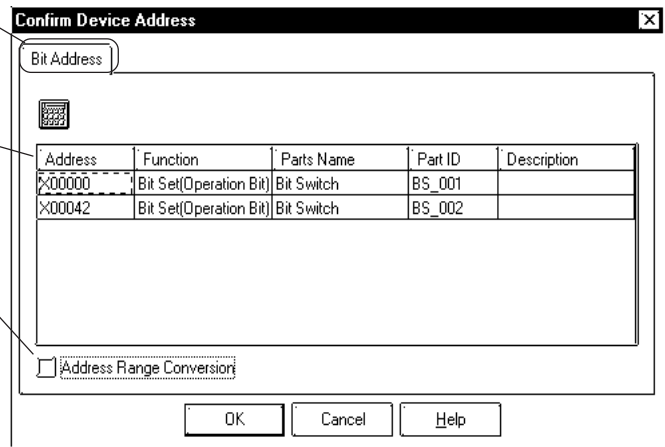 Confirm Device Address
Bit Address
Address Function Parts Name Part ID Description
X00000 Bit Set(Operation Bit) Bit Switch BS_001
X00042 Bit Set(Operation Bit) Bit Switch BS_002
Address Range Conversion
OK Cancel Help